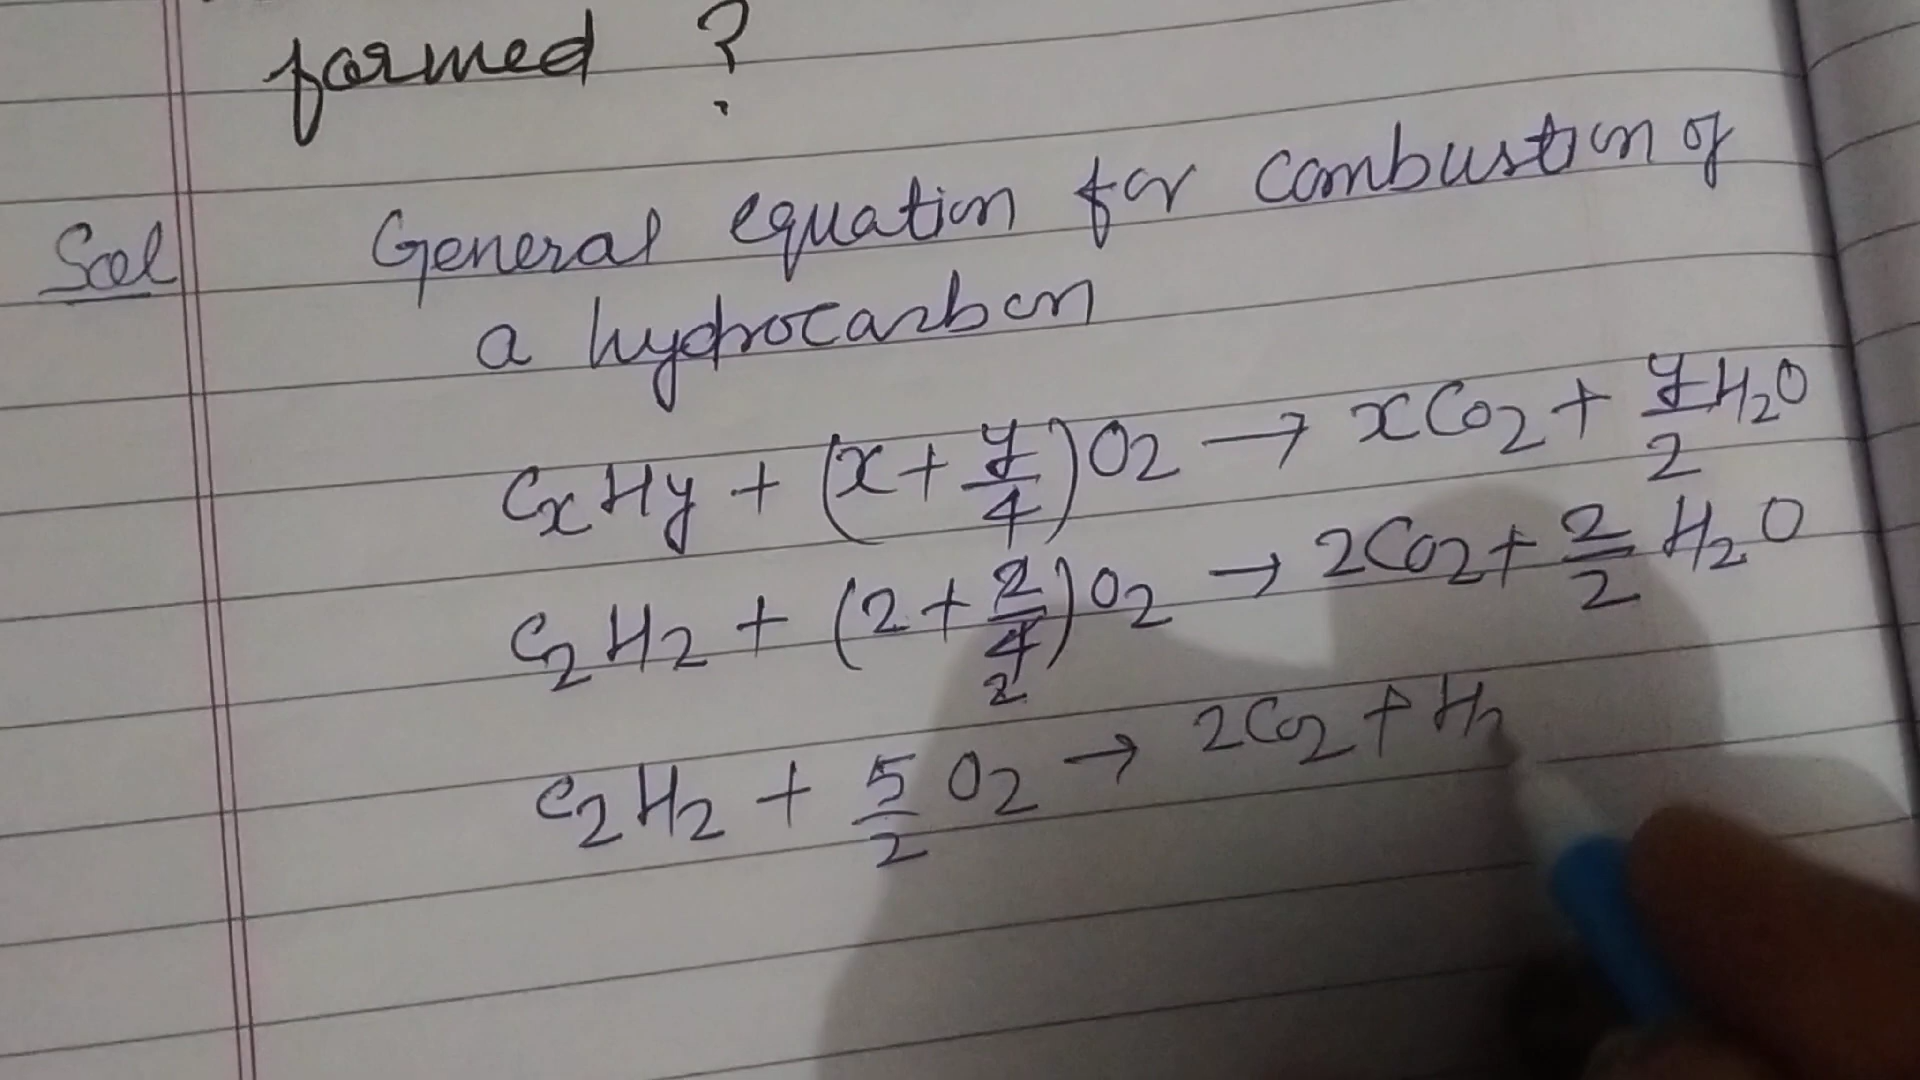 formed ?
Sol General equation for combustion of
a hydrocarbon
CxHy + (x + y/4)O2 → xCO2 + y/2 H2O
C2H2 + (2 + 2/4 2)O2 → 2CO2 + 2/2 H2O
C2H2 + 5/2 O2 → 2CO2 + H2